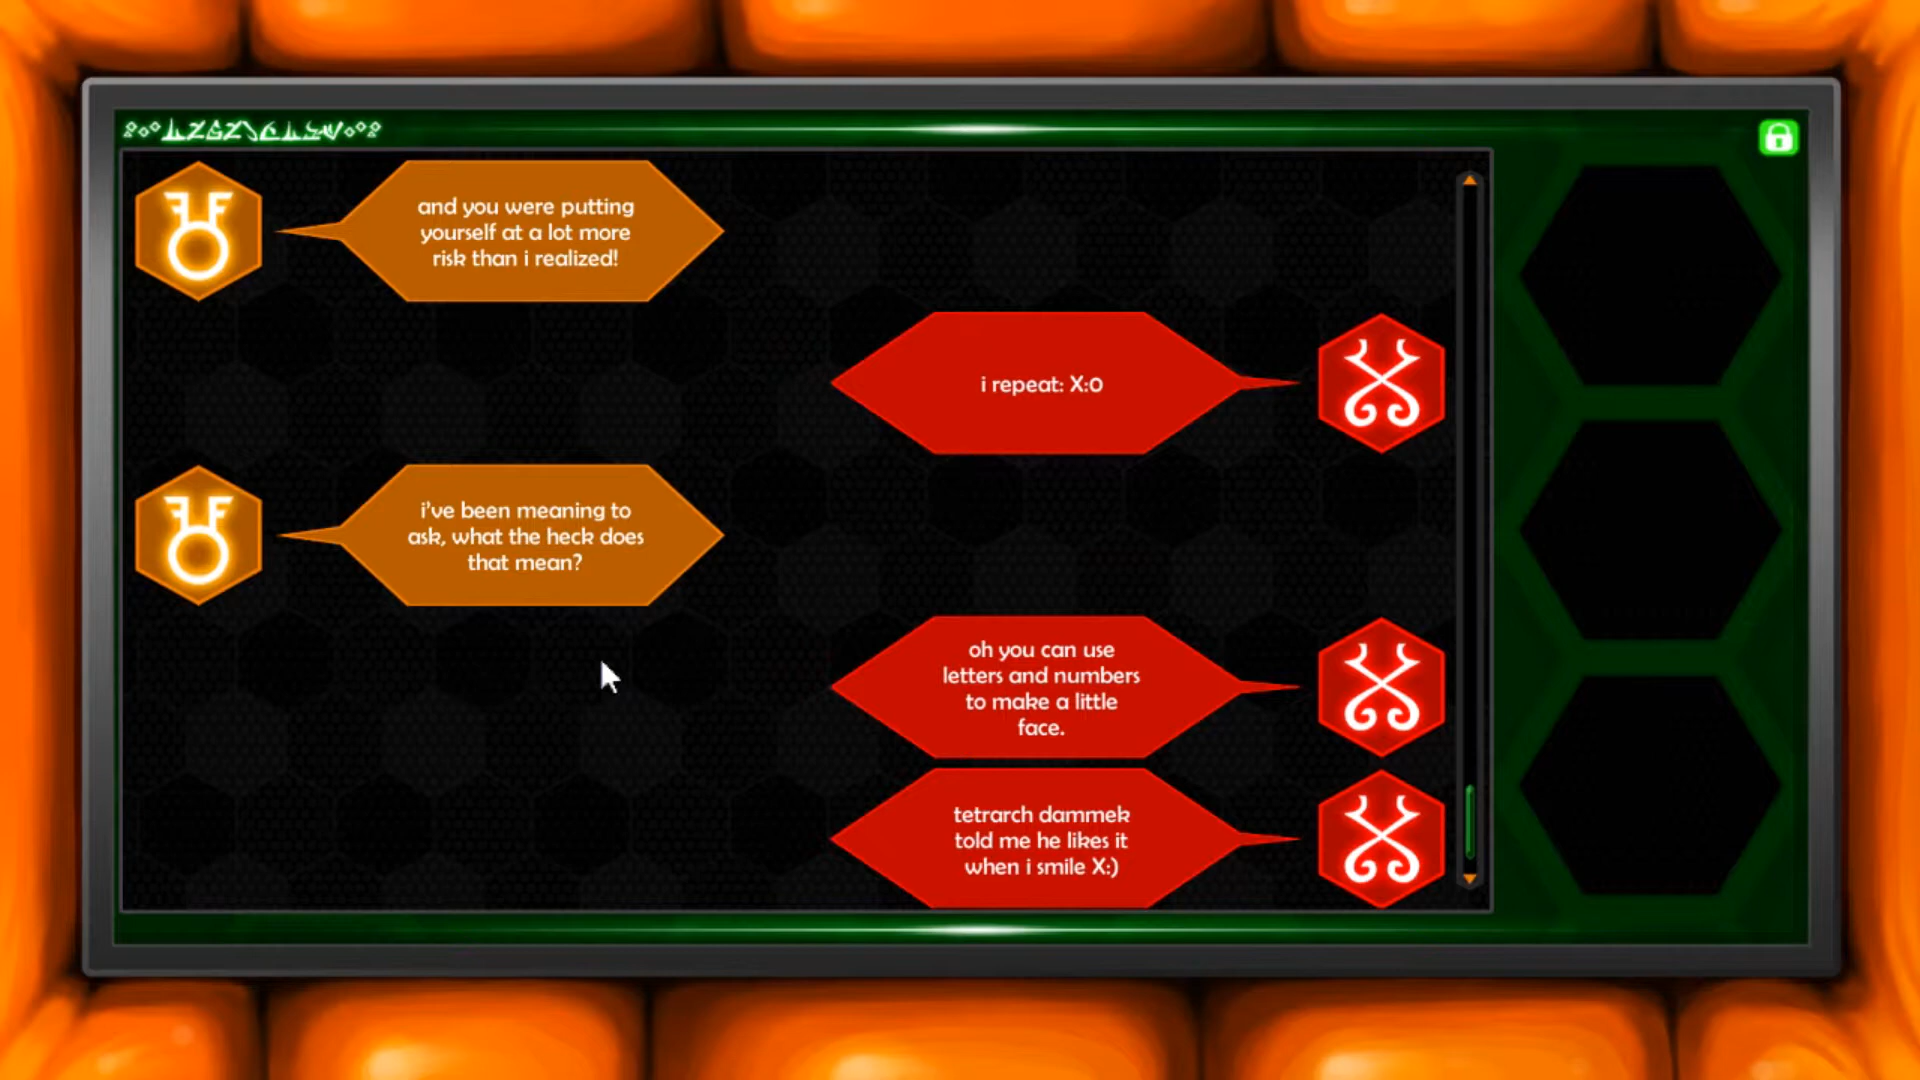 and you were putting
yourself at a lot more
risk than i realized!
i repeat: X:0
i've been meaning to
ask, what the heck does
that mean?
oh you can use
letters and numbers
to make a little
face.
tetrarch dammek
told me he likes it
when i smile X:)